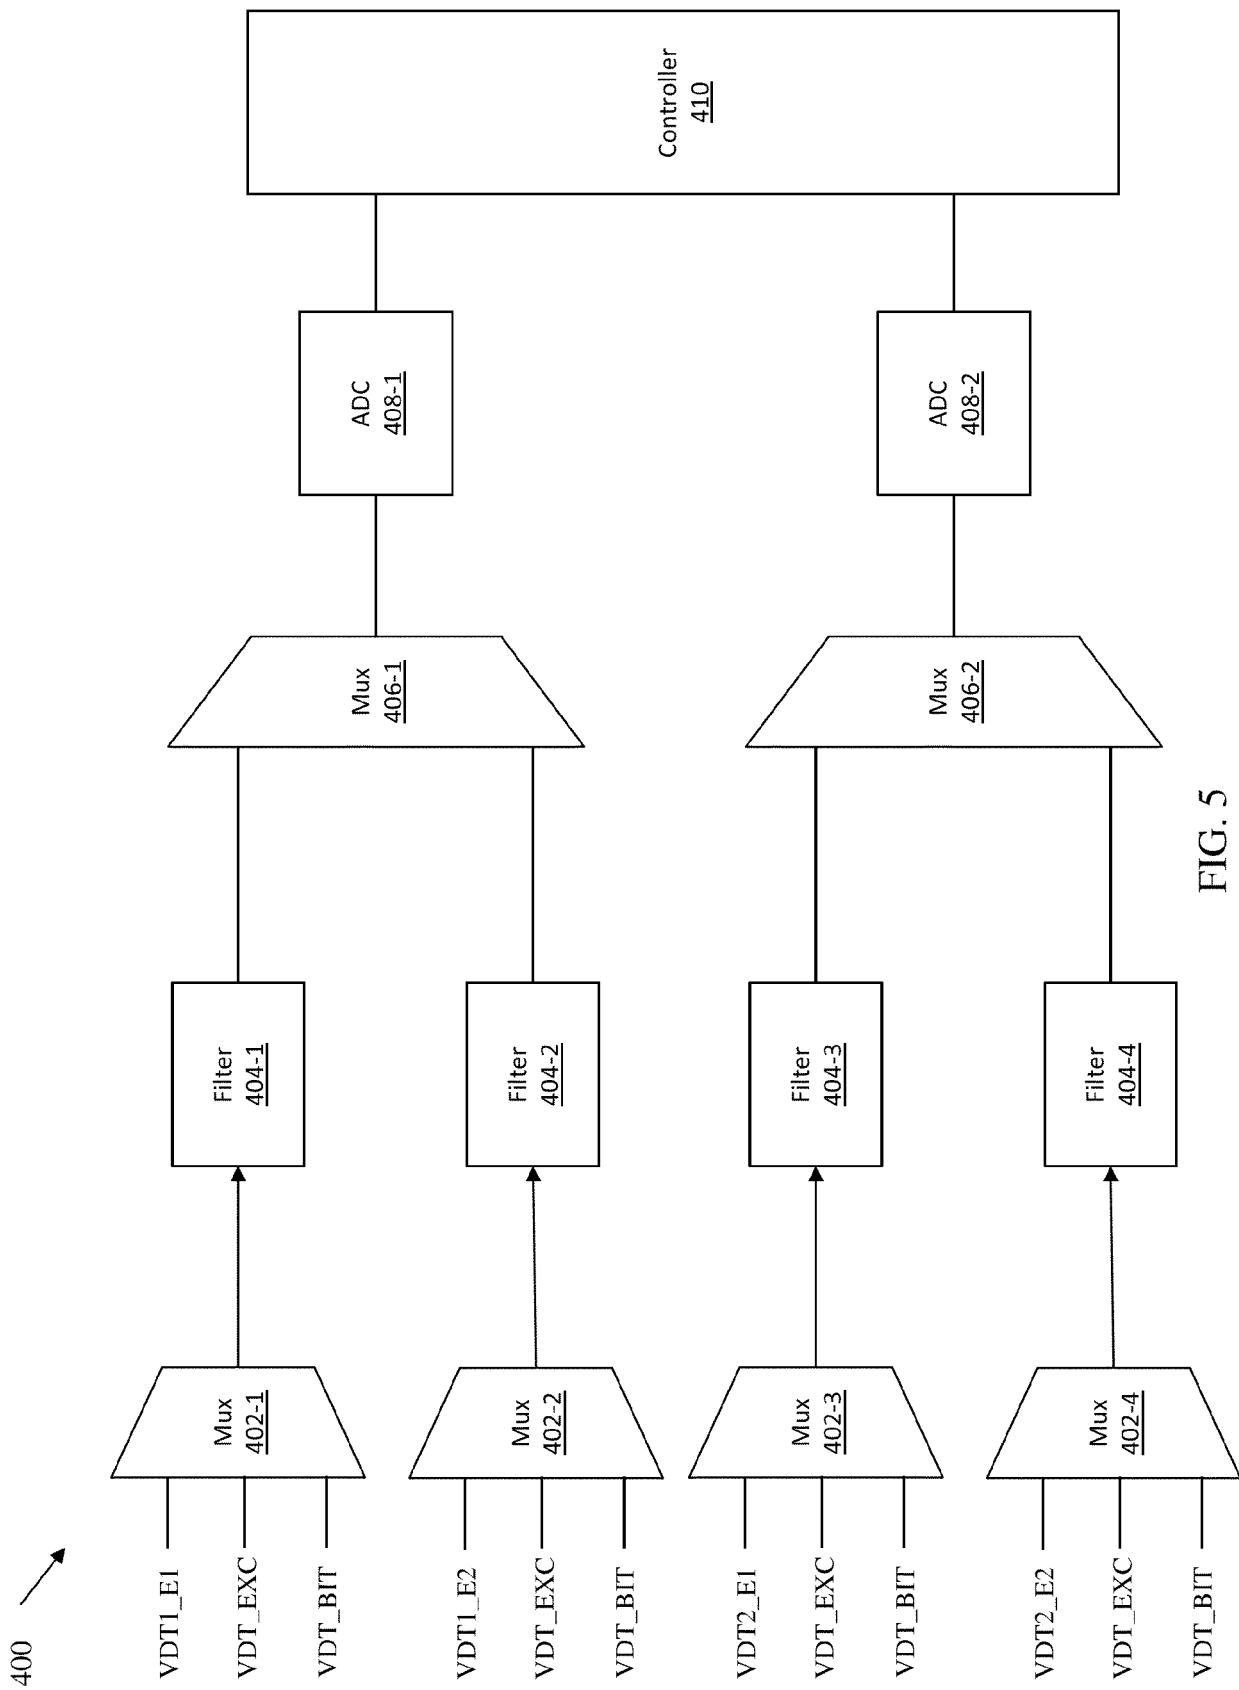 400
VDT1_E1
VDT_EXC
VDT_BIT
Mux
402-1
Filter
404-1
VDT1_E2
VDT_EXC
VDT_BIT
Mux
402-2
Filter
404-2
Mux
406-1
ADC
408-1
VDT2_E1
VDT_EXC
VDT_BIT
Mux
402-3
Filter
404-3
VDT2_E2
VDT_EXC
VDT_BIT
Mux
402-4
Filter
404-4
Mux
406-2
ADC
408-2
Controller
410
FIG. 5